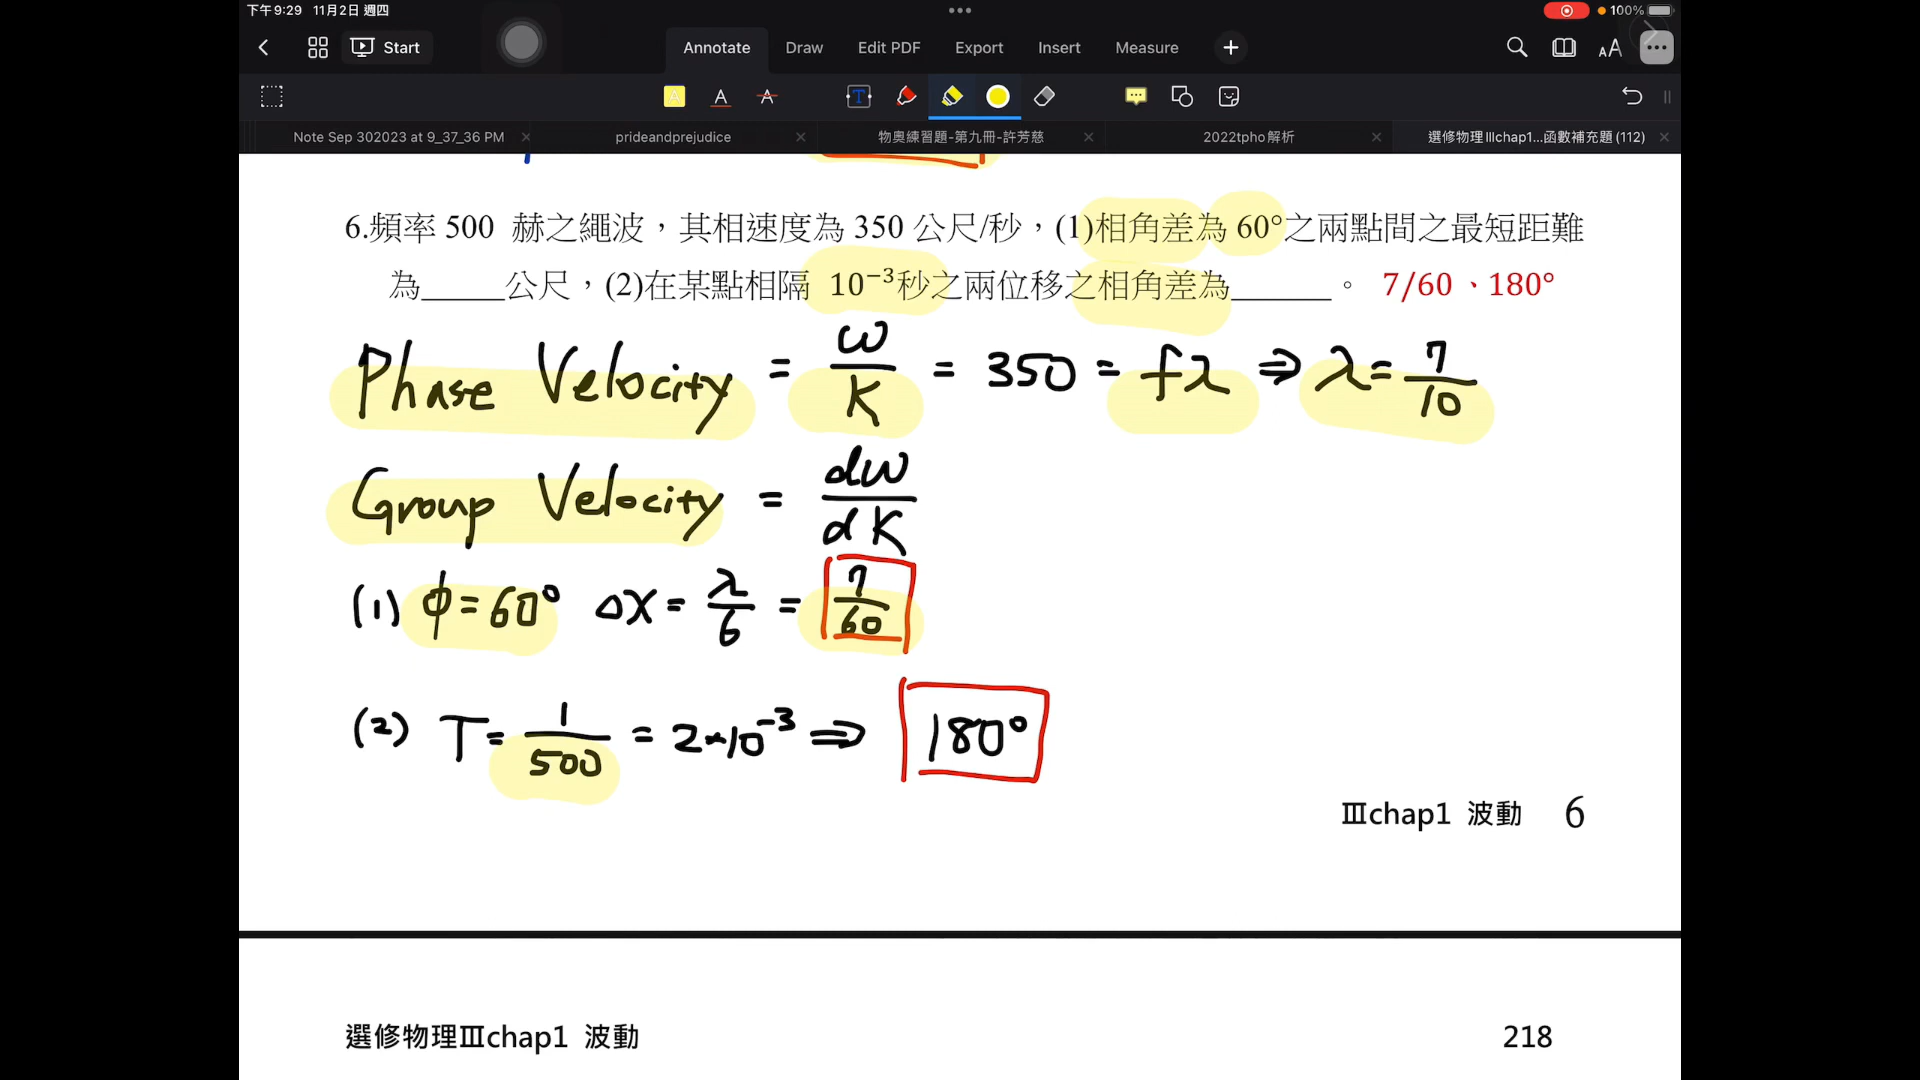 下午9:29 11月2日 週四
100%
Start
Annotate Draw Edit PDF Export Insert Measure
Note Sep 302023 at 9_37_36 PM
prideandprejudice
物奧練習題-第九冊-許芳慈
2022tpho解析
選修物理Ⅲchap1...函數補充題 (112)
6.頻率 500 赫之繩波，其相速度為 350 公尺/秒，(1)相角差為 60°之兩點間之最短距難
為_____公尺，(2)在某點相隔 10⁻³秒之兩位移之相角差為______。 7/60、180°
Phase Velocity = ω/K = 350 = fλ ⇒ λ = 7/10
Group Velocity = dω/dK
(1) ϕ = 60° ΔX = λ/6 = 7/60
(2) T = 1/500 = 2×10⁻³ ⇒ 180°
Ⅲchap1 波動 6
選修物理Ⅲchap1 波動 218